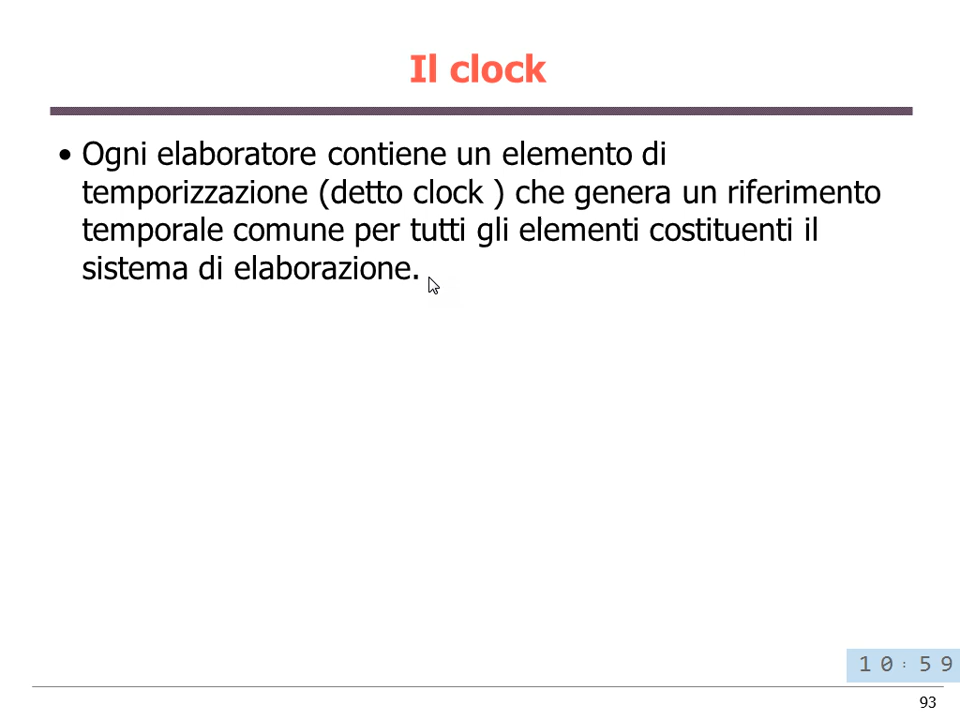 Il clock
• Ogni elaboratore contiene un elemento di
temporizzazione (detto clock ) che genera un riferimento
temporale comune per tutti gli elementi costituenti il
sistema di elaborazione.
10:59
93